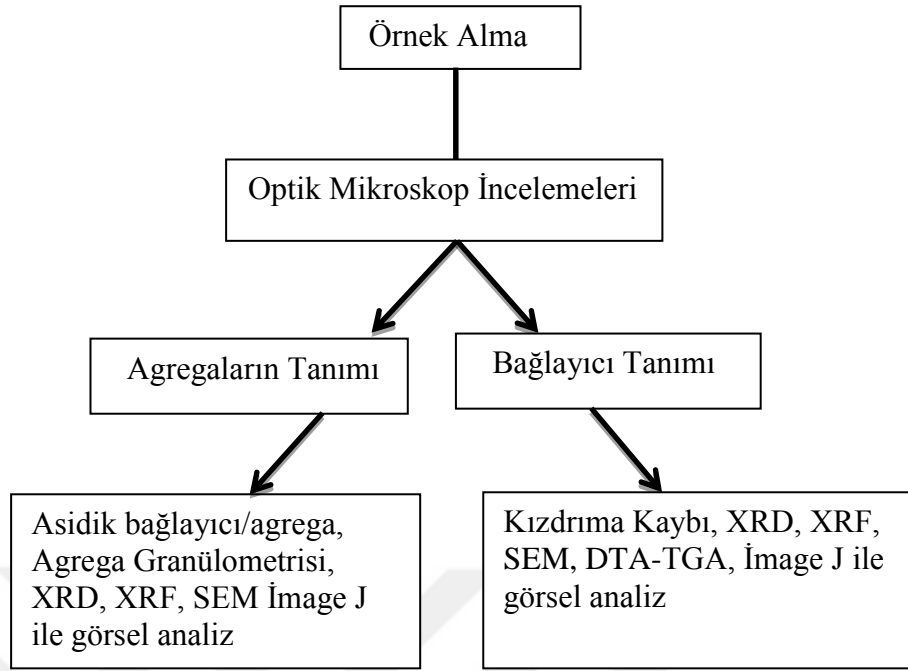 Örnek Alma
Optik Mikroskop İncelemeleri
Agregaların Tanımı
Bağlayıcı Tanımı
Asidik bağlayıcı/agrega,
Agrega Granülometrisi,
XRD, XRF, SEM İmage J
ile görsel analiz
Kızdrıma Kaybı, XRD, XRF,
SEM, DTA-TGA, İmage J ile
görsel analiz